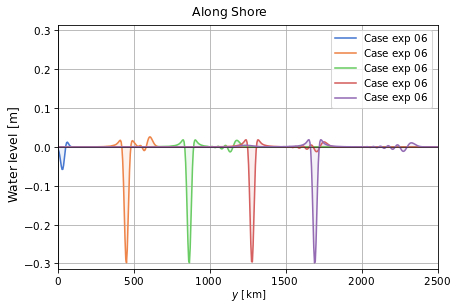 Along Shore
0.3
0.2
0.1
0.0
−0.1
−0.2
−0.3
Water level [m]
Case exp 06
Case exp 06
Case exp 06
Case exp 06
Case exp 06
0 500 1000 1500 2000 2500
y [km]